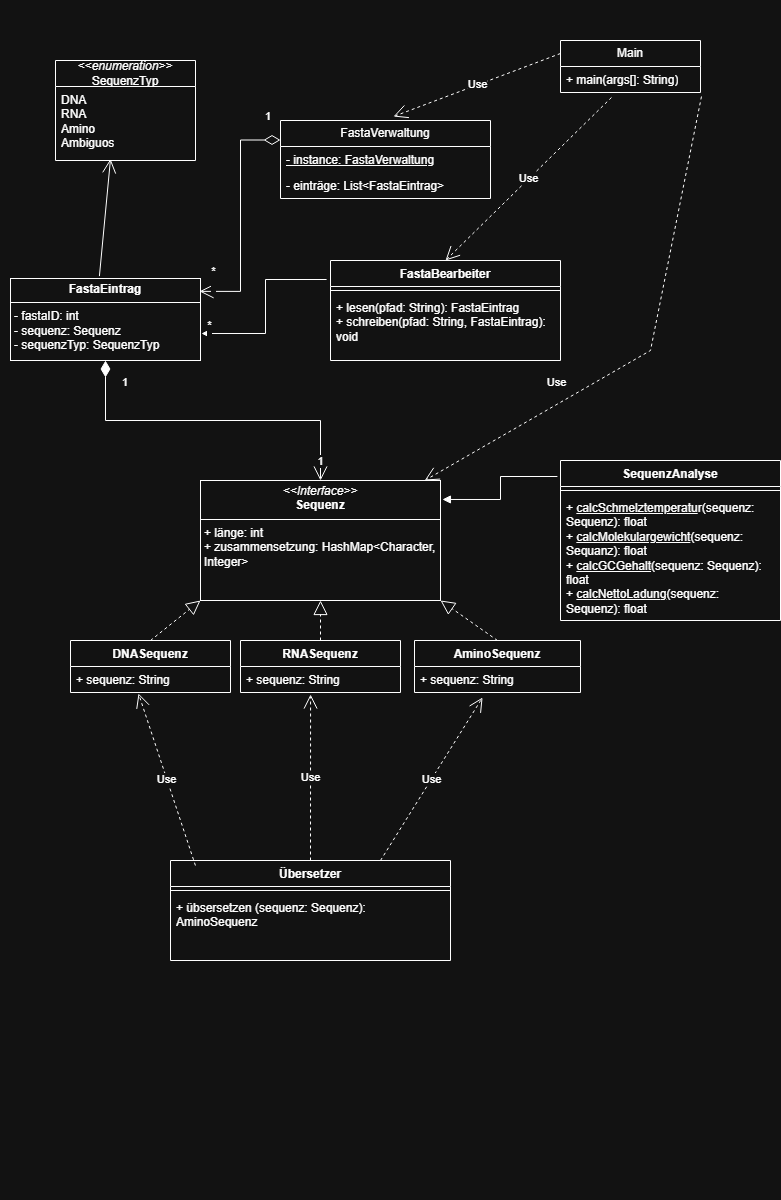 <<enumeration>>
SequenzTyp
DNA
RNA
Amino
Ambiguos
Main
+ main(args[]: String)
Use
1
FastaVerwaltung
- instance: FastaVerwaltung
- einträge: List<FastaEintrag>
Use
*
FastaEintrag
- fastaID: int
- sequenz: Sequenz
- sequenzTyp: SequenzTyp
*
FastaBearbeiter
+ lesen(pfad: String): FastaEintrag
+ schreiben(pfad: String, FastaEintrag):
void
1
Use
1
<<Interface>>
Sequenz
+ länge: int
+ zusammensetzung: HashMap<Character,
Integer>
SequenzAnalyse
+ calcSchmelztemperatur(sequenz:
Sequenz): float
+ calcMolekulargewicht(sequenz:
Sequanz): float
+ calcGCGehalt(sequenz: Sequenz):
float
+ calcNettoLadung(sequenz:
Sequenz): float
DNASequenz
+ sequenz: String
RNASequenz
+ sequenz: String
AminoSequenz
+ sequenz: String
Use
Use
Use
Übersetzer
+ übsersetzen (sequenz: Sequenz):
AminoSequenz